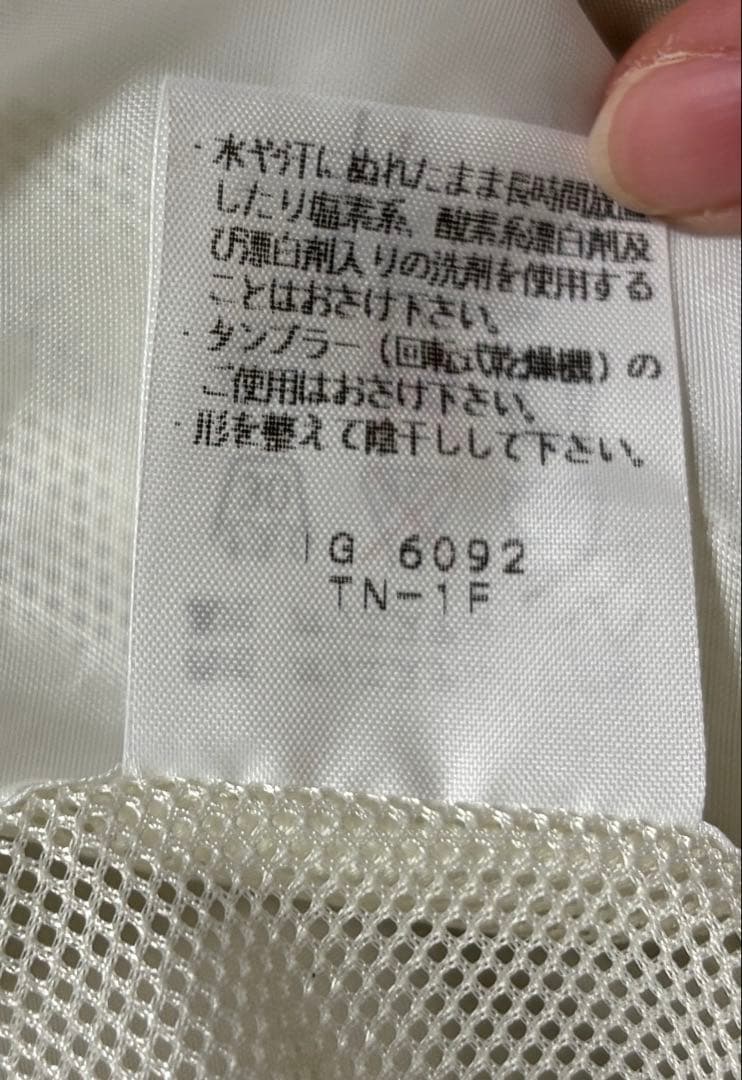 ・水や汗にぬれたまま長時間放置
したり塩素系、酸素系漂白剤及
び漂白剤入りの洗剤を使用する
ことはおさけ下さい。
・タンブラー（回転式乾燥機）の
ご使用はおさけ下さい。
・形を整えて陰干しして下さい。
G 6092
TN-1F